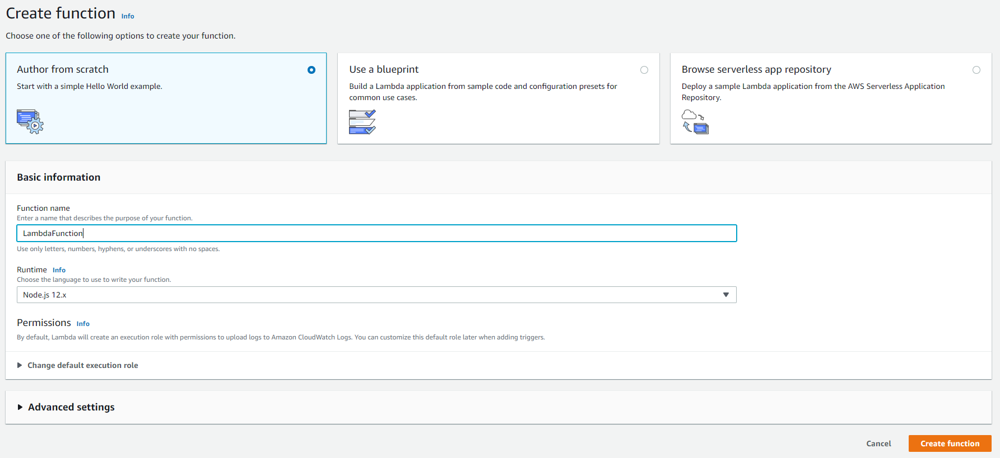 Create function Info
Choose one of the following options to create your function.
Author from scratch
Start with a simple Hello World example.
Use a blueprint
Build a Lambda application from sample code and configuration presets for
common use cases.
Browse serverless app repository
Deploy a sample Lambda application from the AWS Serverless Application
Repository.
Basic information
Function name
Enter a name that describes the purpose of your function.
LambdaFunction
Use only letters, numbers, hyphens, or underscores with no spaces.
Runtime Info
Choose the language to use to write your function.
Node.js 12.x
Permissions Info
By default, Lambda will create an execution role with permissions to upload logs to Amazon CloudWatch Logs. You can customize this default role later when adding triggers.
Change default execution role
Advanced settings
Cancel Create function